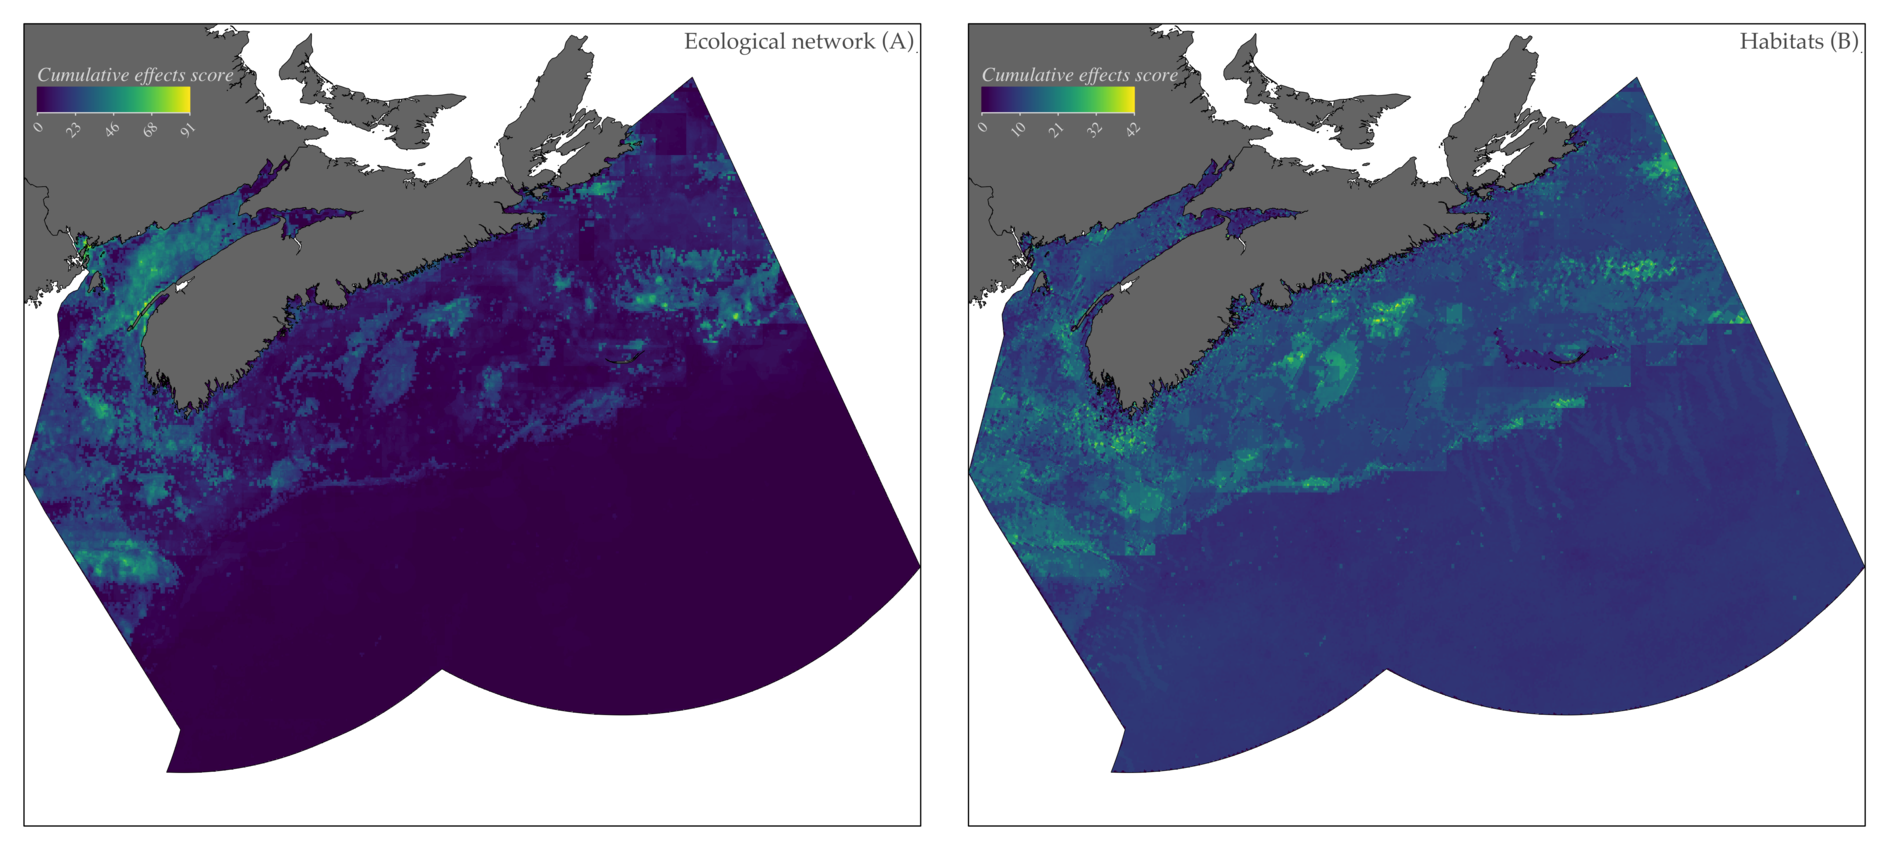 Ecological network (A)
Cumulative effects score
0 23 46 68 91
Habitats (B)
Cumulative effects score
0 10 21 32 42